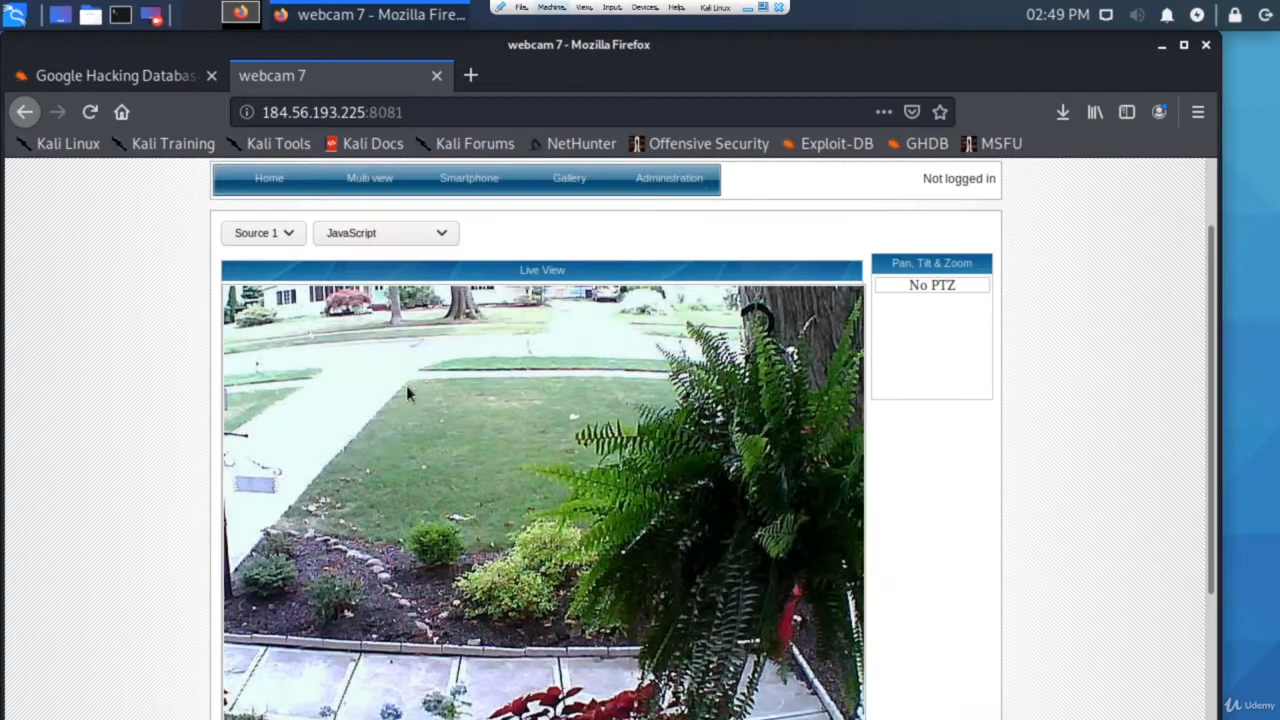 File, Machine, View, Input, Devices, Help, Kali Linux
webcam 7 - Mozilla Fire...
02:49 PM
webcam 7 - Mozilla Firefox
Google Hacking Databas
webcam 7
184.56.193.225:8081
Kali Linux
Kali Training
Kali Tools
Kali Docs
Kali Forums
NetHunter
Offensive Security
Exploit-DB
GHDB
MSFU
Home
Multi view
Smartphone
Gallery
Administration
Not logged in
Source 1
JavaScript
Live View
Pan, Tilt & Zoom
No PTZ
Udemy